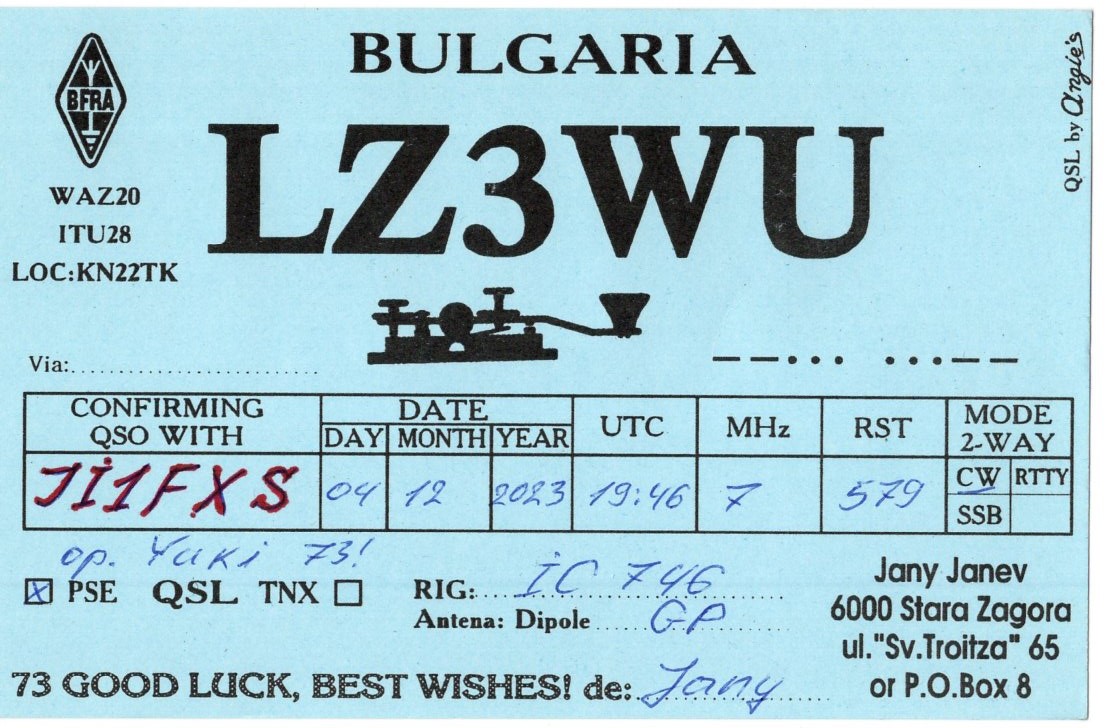 BULGARIA
BFRA
LZ3WU
QSL by Angie's
WAZ20
ITU28
LOC:KN22TK
Via:
——... ...——
CONFIRMING QSO WITH
DATE
DAY MONTH YEAR
UTC
MHz
RST
MODE 2-WAY
JI1FXS
04 12 2023 19:46 7 579
CW RTTY
SSB
op. Yuki 73!
PSE QSL TNX
RIG: IC 746
Antena: Dipole GP
Jany Janev
6000 Stara Zagora
ul."Sv.Troitza" 65
or P.O.Box 8
73 GOOD LUCK, BEST WISHES! de: Jany